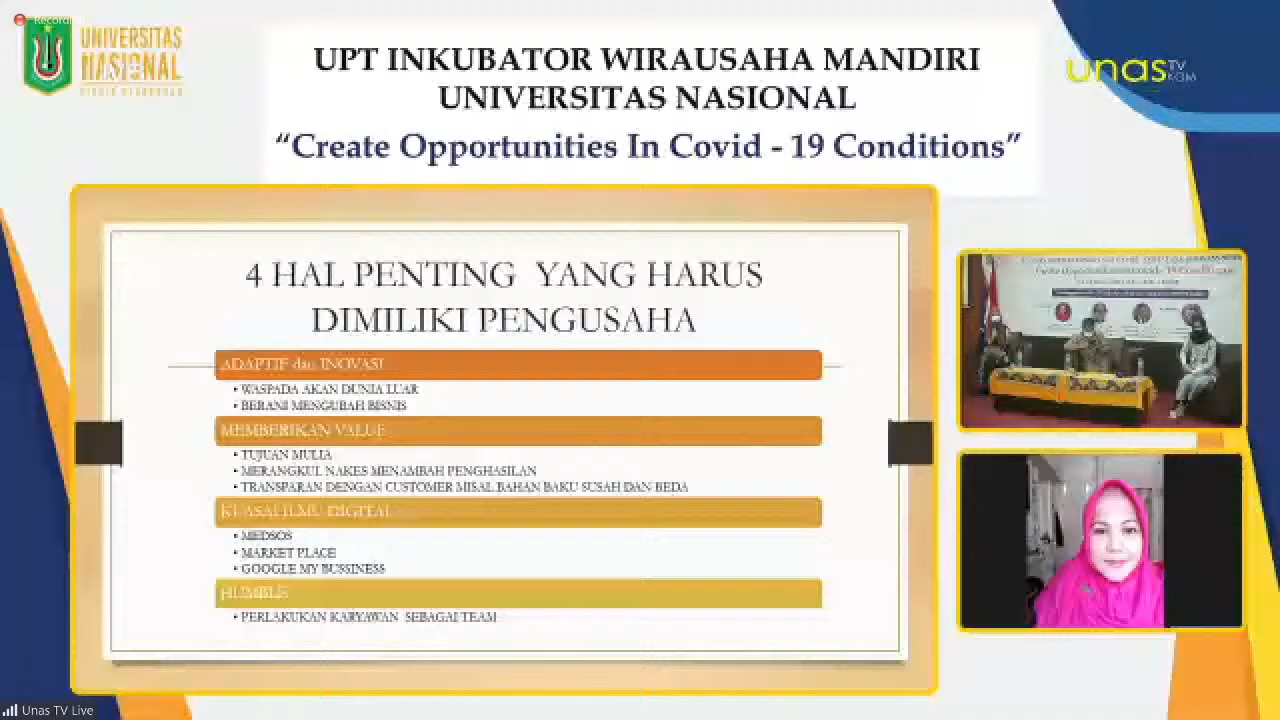 Recordi
UNIVERSITAS
NASIONAL
UPT INKUBATOR WIRAUSAHA MANDIRI
UNIVERSITAS NASIONAL
“Create Opportunities In Covid - 19 Conditions”
unas TV
KOM
4 HAL PENTING YANG HARUS
DIMILIKI PENGUSAHA
ADAPTIF dan INOVASI
• WASPADA AKAN DUNIA LUAR
• BERANI MENGUBAH BISNIS
MEMBERIKAN VALUE
• TUJUAN MULIA
• MERANGKUL NAKES MENAMBAH PENGHASILAN
• TRANSPARAN DENGAN CUSTOMER MISAL BAHAN BAKU SUSAH DAN BEDA
KUASAI ILMU DIGITAL
• MEDSOS
• MARKET PLACE
• GOOGLE MY BUSSINESS
HUMBLE
• PERLAKUKAN KARYAWAN SEBAGAI TEAM
Unas TV Live